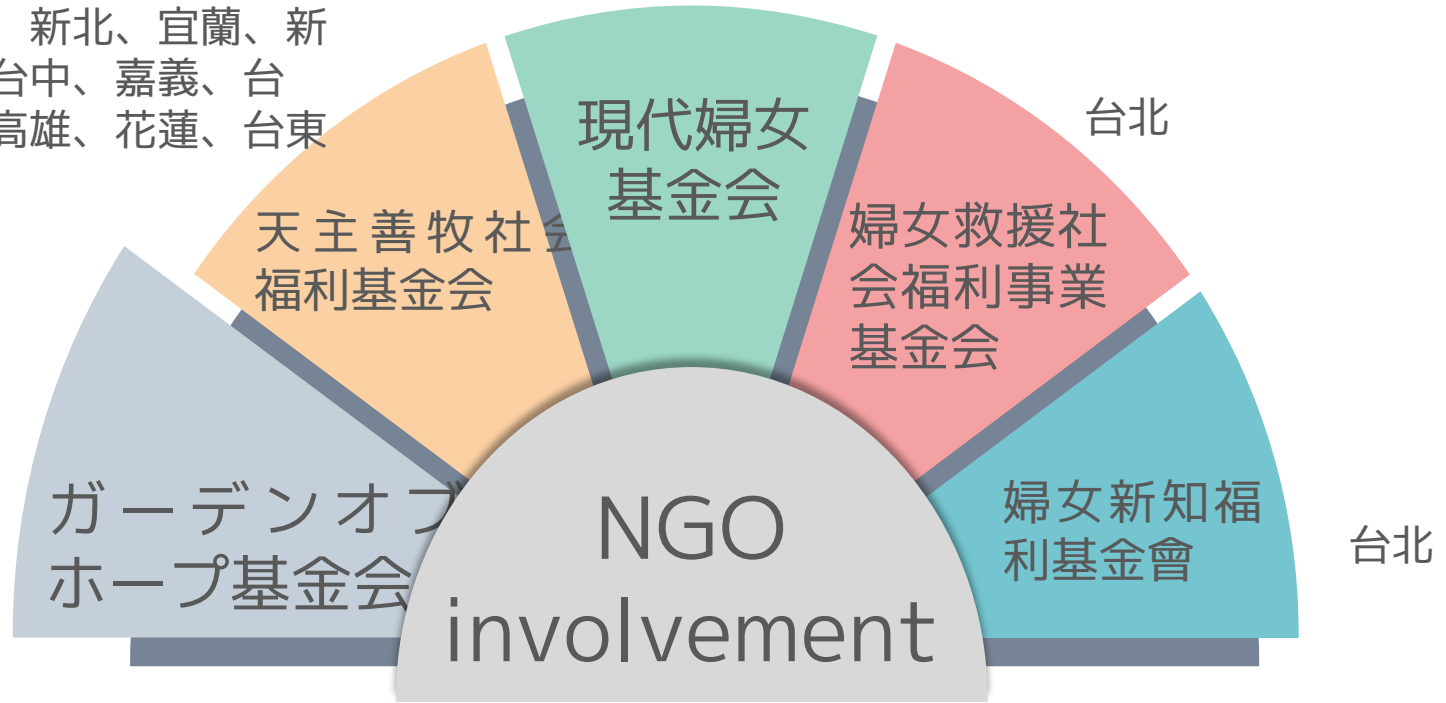 新北、宜蘭、新
台中、嘉義、台
高雄、花蓮、台東
現代婦女
基金会
台北
天主善牧社会
福利基金会
婦女救援社
会福利事業
基金会
ガーデンオブ
ホープ基金会
婦女新知福
利基金會
台北
NGO
involvement